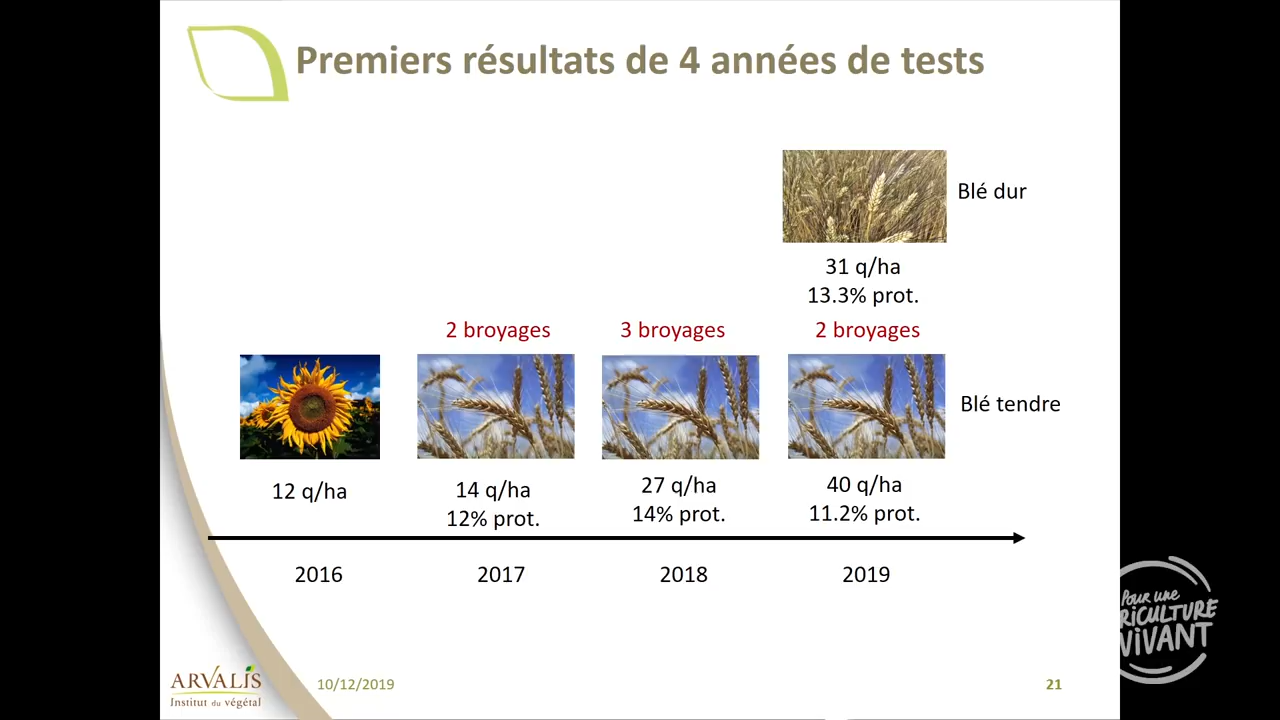 Premiers résultats de 4 années de tests
Blé dur
31 q/ha
13.3% prot.
2 broyages
3 broyages
2 broyages
Blé tendre
12 q/ha
14 q/ha
12% prot.
27 q/ha
14% prot.
40 q/ha
11.2% prot.
2016
2017
2018
2019
Pour une
RICULTURE
VIVANT
ARVALIS
Institut du végétal
10/12/2019
21